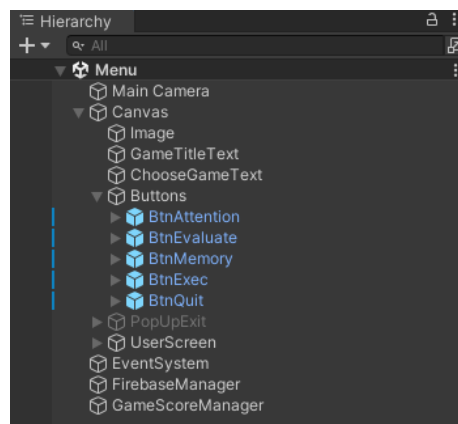 Hierarchy
All
Menu
Main Camera
Canvas
Image
GameTitleText
ChooseGameText
Buttons
BtnAttention
BtnEvaluate
BtnMemory
BtnExec
BtnQuit
PopUpExit
UserScreen
EventSystem
FirebaseManager
GameScoreManager